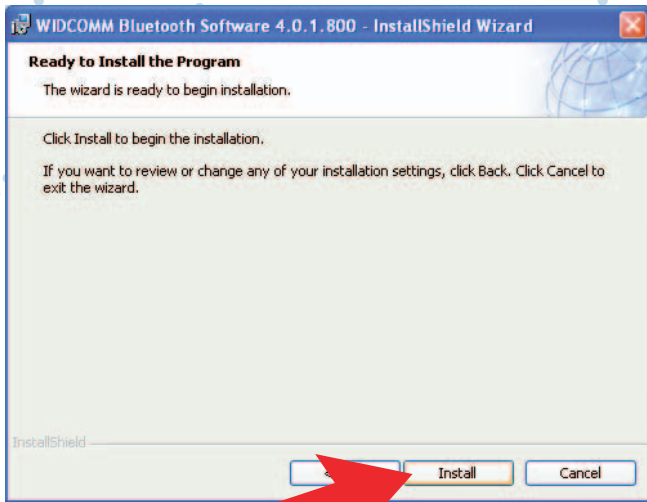 WIDCOMM Bluetooth Software 4.0.1.800 - InstallShield Wizard
Ready to Install the Program
The wizard is ready to begin installation.
Click Install to begin the installation.
If you want to review or change any of your installation settings, click Back. Click Cancel to
exit the wizard.
InstallShield
Install
Cancel